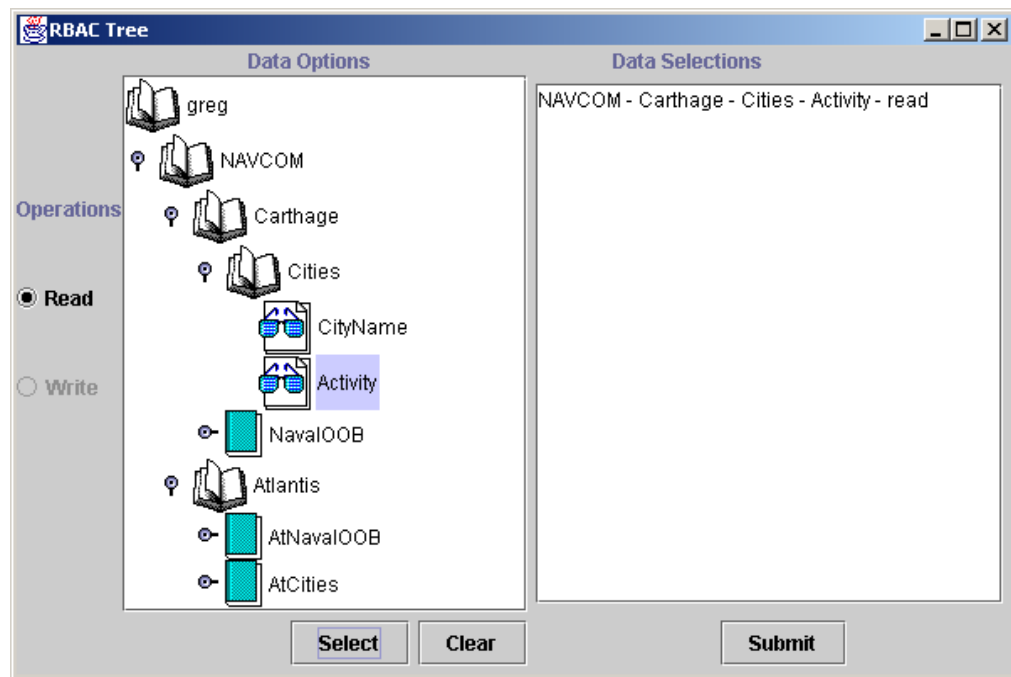 RBAC Tree
Data Options
Data Selections
greg
NAVCOM
Carthage
Cities
CityName
Activity
NavalOOB
Atlantis
AtNavalOOB
AtCities
Operations
Read
Write
NAVCOM - Carthage - Cities - Activity - read
Select
Clear
Submit